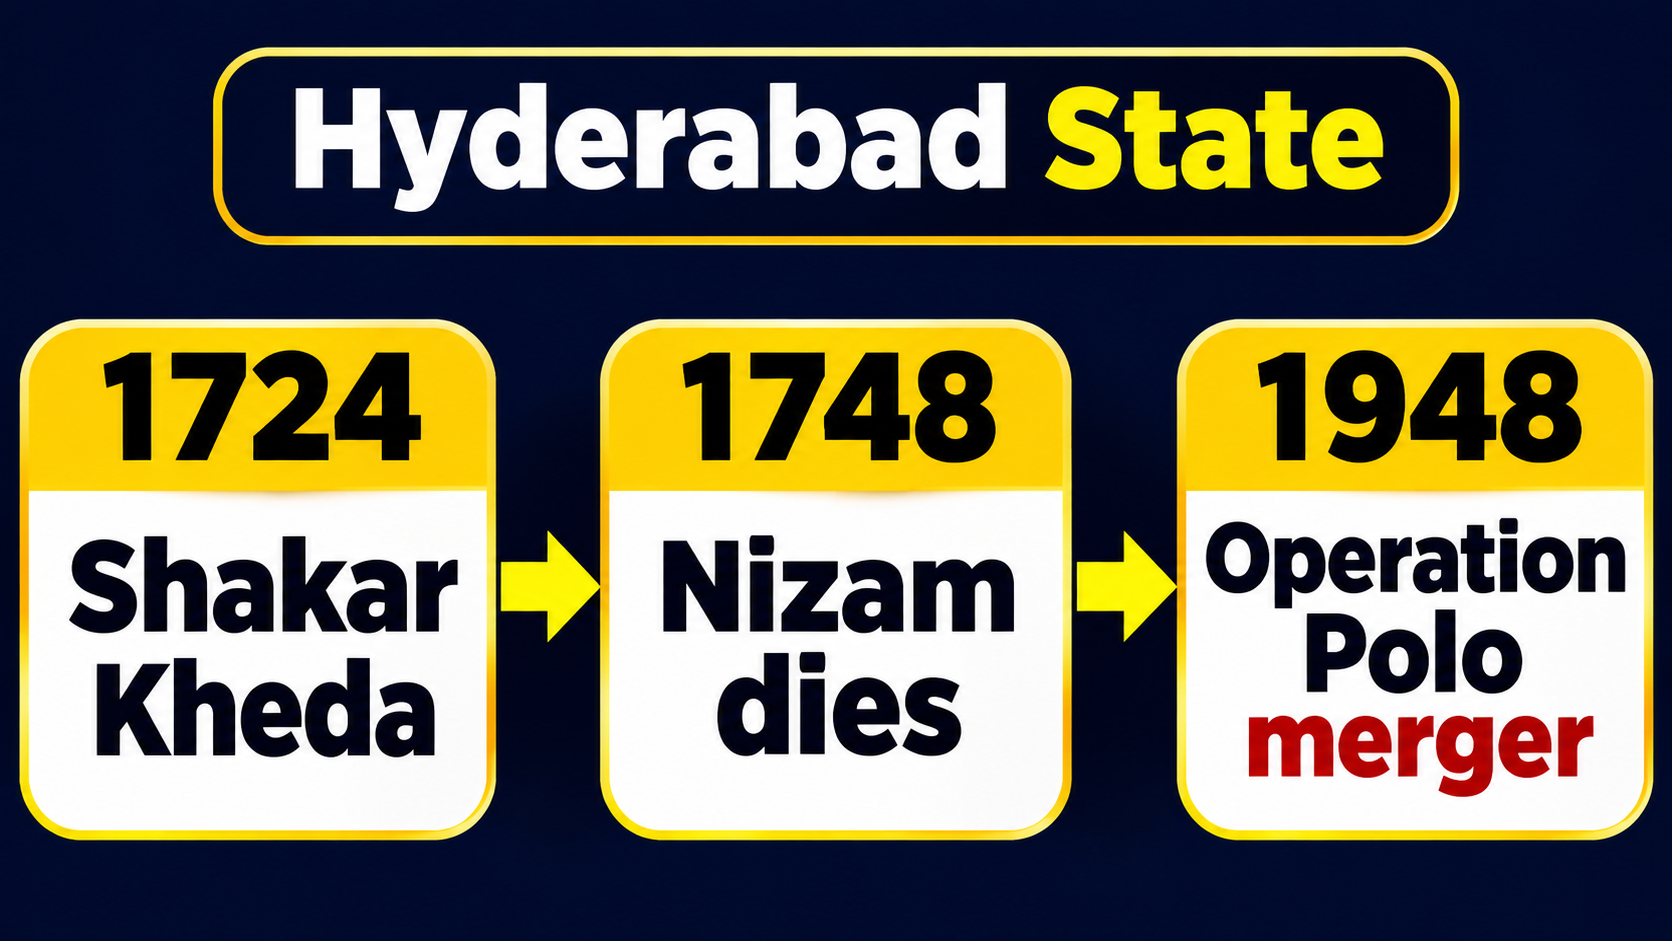 Hyderabad State
1724
Shakar
Kheda
1748
Nizam
dies
1948
Operation
Polo
merger